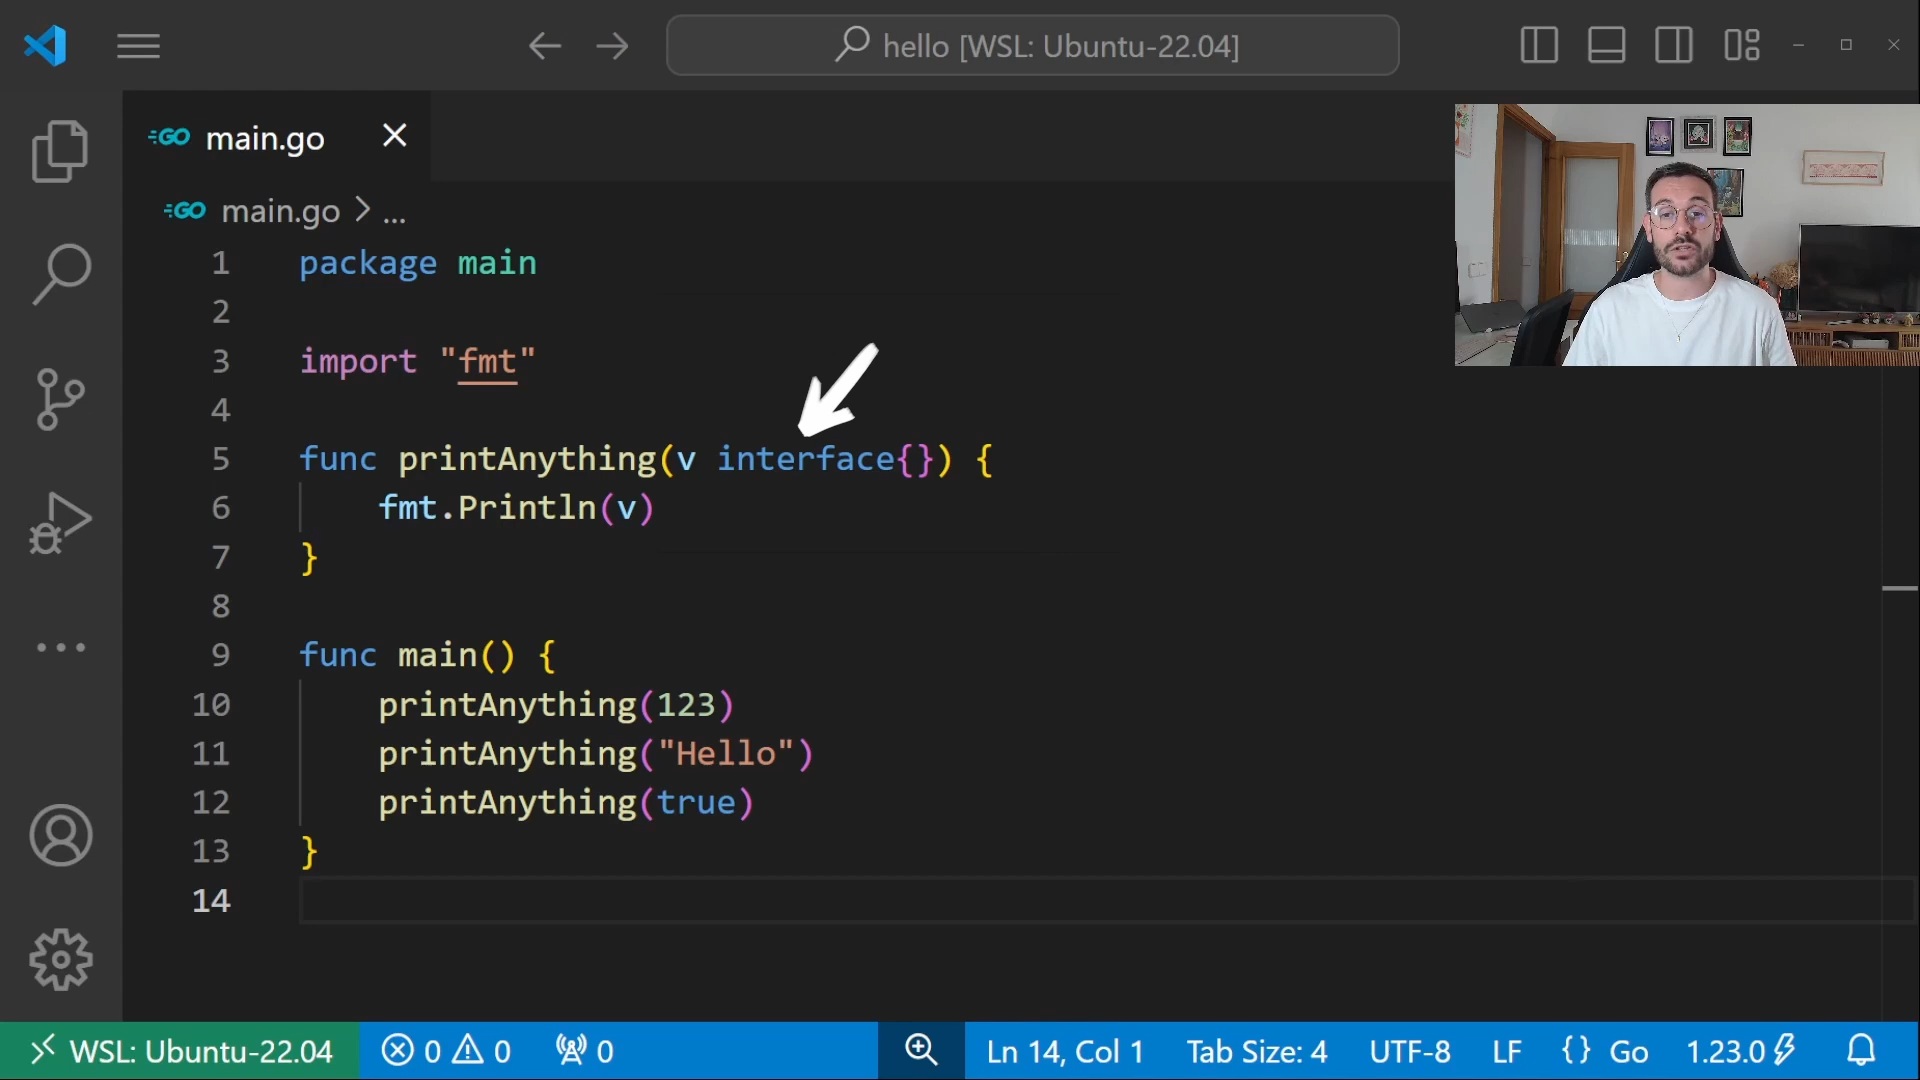 hello [WSL: Ubuntu-22.04]
GO main.go
GO main.go > ...
1 package main
2
3 import "fmt"
4
5 func printAnything(v interface{}) {
6 fmt.Println(v)
7 }
8
9 func main() {
10 printAnything(123)
11 printAnything("Hello")
12 printAnything(true)
13 }
14
WSL: Ubuntu-22.04 0 0 0 Ln 14, Col 1 Tab Size: 4 UTF-8 LF {} Go 1.23.0